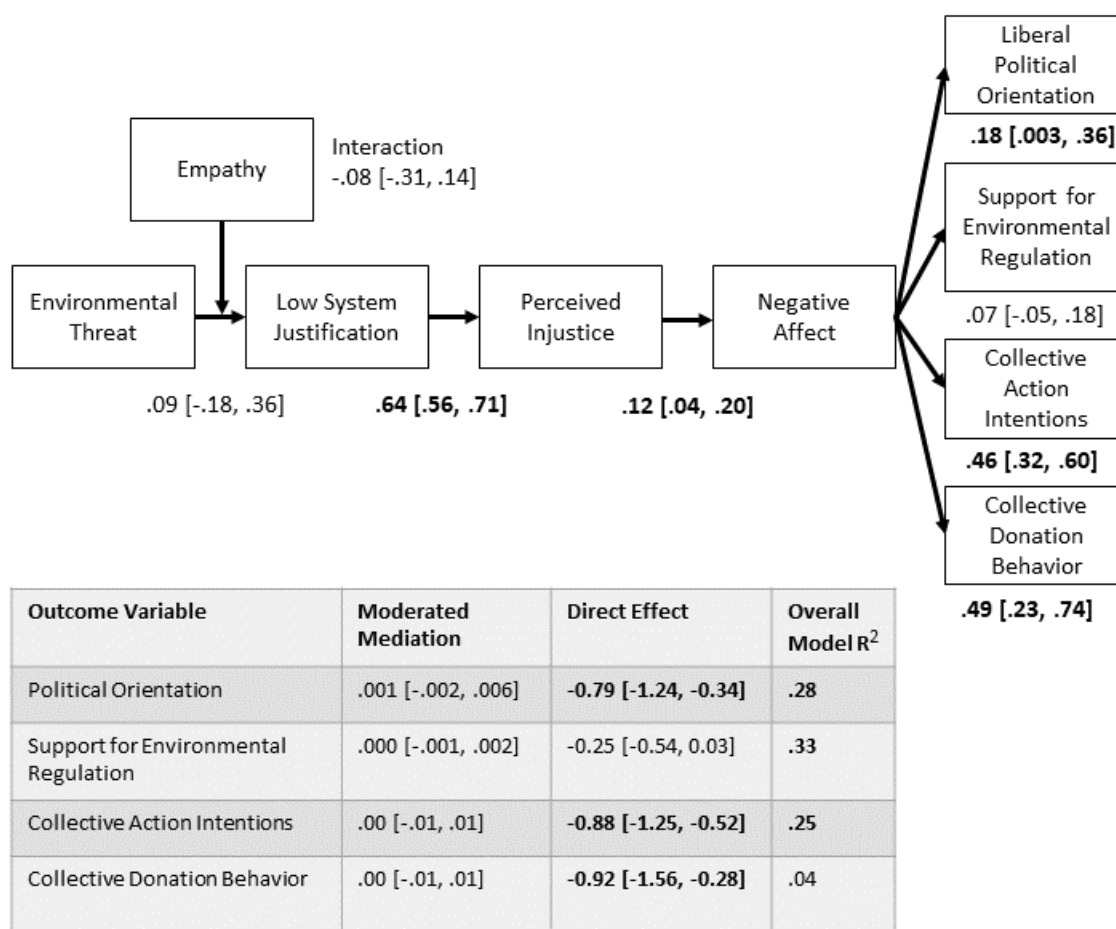 Liberal
Political
Orientation
.18 [.003, .36]
Empathy
Interaction
-.08 [-.31, .14]
Support for
Environmental
Regulation
.07 [-.05, .18]
Environmental
Threat
Low System
Justification
Perceived
Injustice
Negative
Affect
.09 [-.18, .36]
.64 [.56, .71]
.12 [.04, .20]
Collective
Action
Intentions
.46 [.32, .60]
Collective
Donation
Behavior
.49 [.23, .74]
Outcome Variable Moderated Mediation Direct Effect Overall Model R²
Political Orientation .001 [-.002, .006] -0.79 [-1.24, -0.34] .28
Support for Environmental Regulation .000 [-.001, .002] -0.25 [-0.54, 0.03] .33
Collective Action Intentions .00 [-.01, .01] -0.88 [-1.25, -0.52] .25
Collective Donation Behavior .00 [-.01, .01] -0.92 [-1.56, -0.28] .04